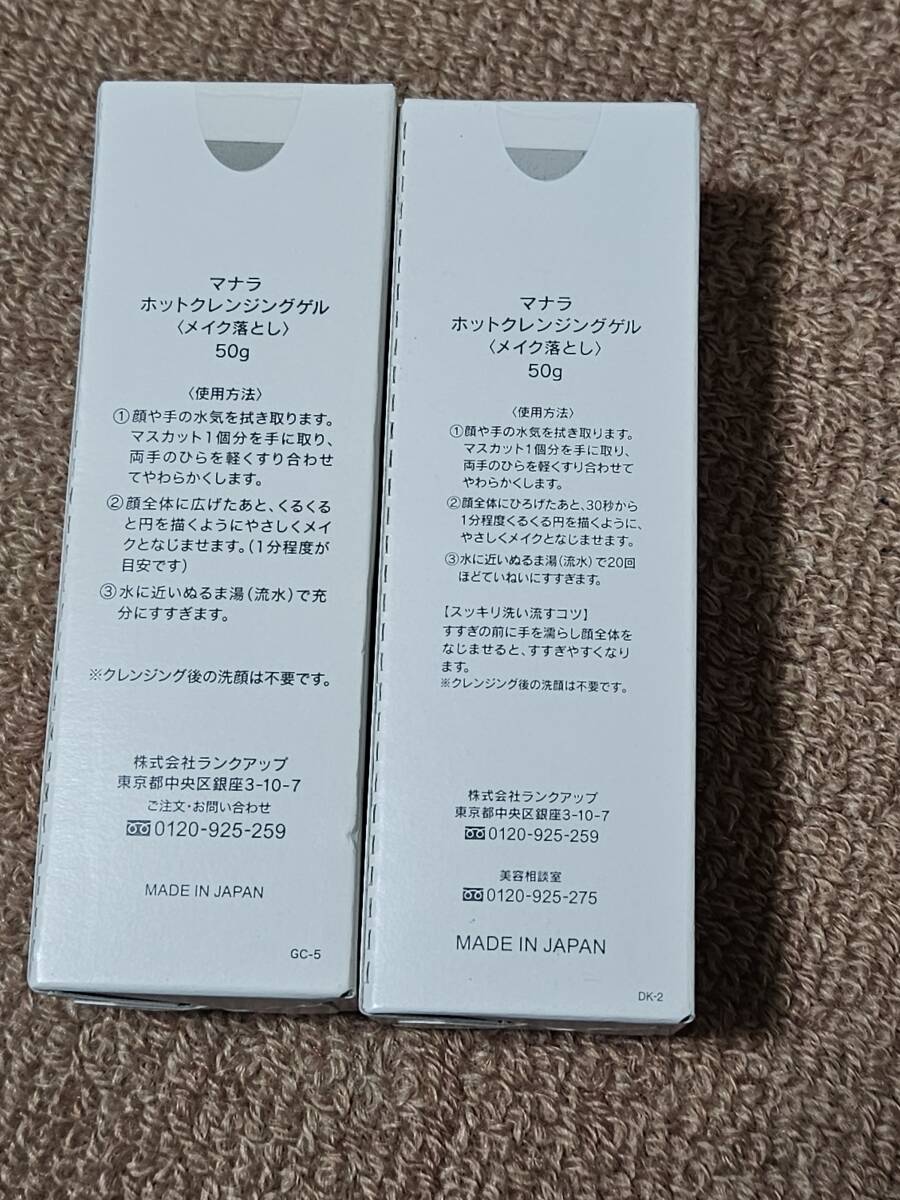 マナラ
ホットクレンジングゲル
〈メイク落とし〉
50g
〈使用方法〉
①顔や手の水気を拭き取ります。
マスカット1個分を手に取り、
両手のひらを軽くすり合わせ
てやわらかくします。
②顔全体に広げたあと、くるくる
と円を描くようにやさしくメイ
クとなじませます。(1分程度が
目安です)
③水に近いぬるま湯(流水)で充
分にすすぎます。
※クレンジング後の洗顔は不要です。
株式会社ランクアップ
東京都中央区銀座3-10-7
ご注文・お問い合わせ
0120-925-259
MADE IN JAPAN
GC-5
マナラ
ホットクレンジングゲル
〈メイク落とし〉
50g
〈使用方法〉
①顔や手の水気を拭き取ります。
マスカット1個分を手に取り、
両手のひらを軽くすり合わせて
やわらかくします。
②顔全体にひろげたあと、30秒から
1分程度くるくる円を描くように、
やさしくメイクとなじませます。
③水に近いぬるま湯(流水)で20回
ほどていねいにすすぎます。
【スッキリ洗い流すコツ】
すすぎの前に手を濡らし顔全体を
なじませると、すすぎやすくなり
ます。
※クレンジング後の洗顔は不要です。
株式会社ランクアップ
東京都中央区銀座3-10-7
0120-925-259
美容相談室
0120-925-275
MADE IN JAPAN
DK-2